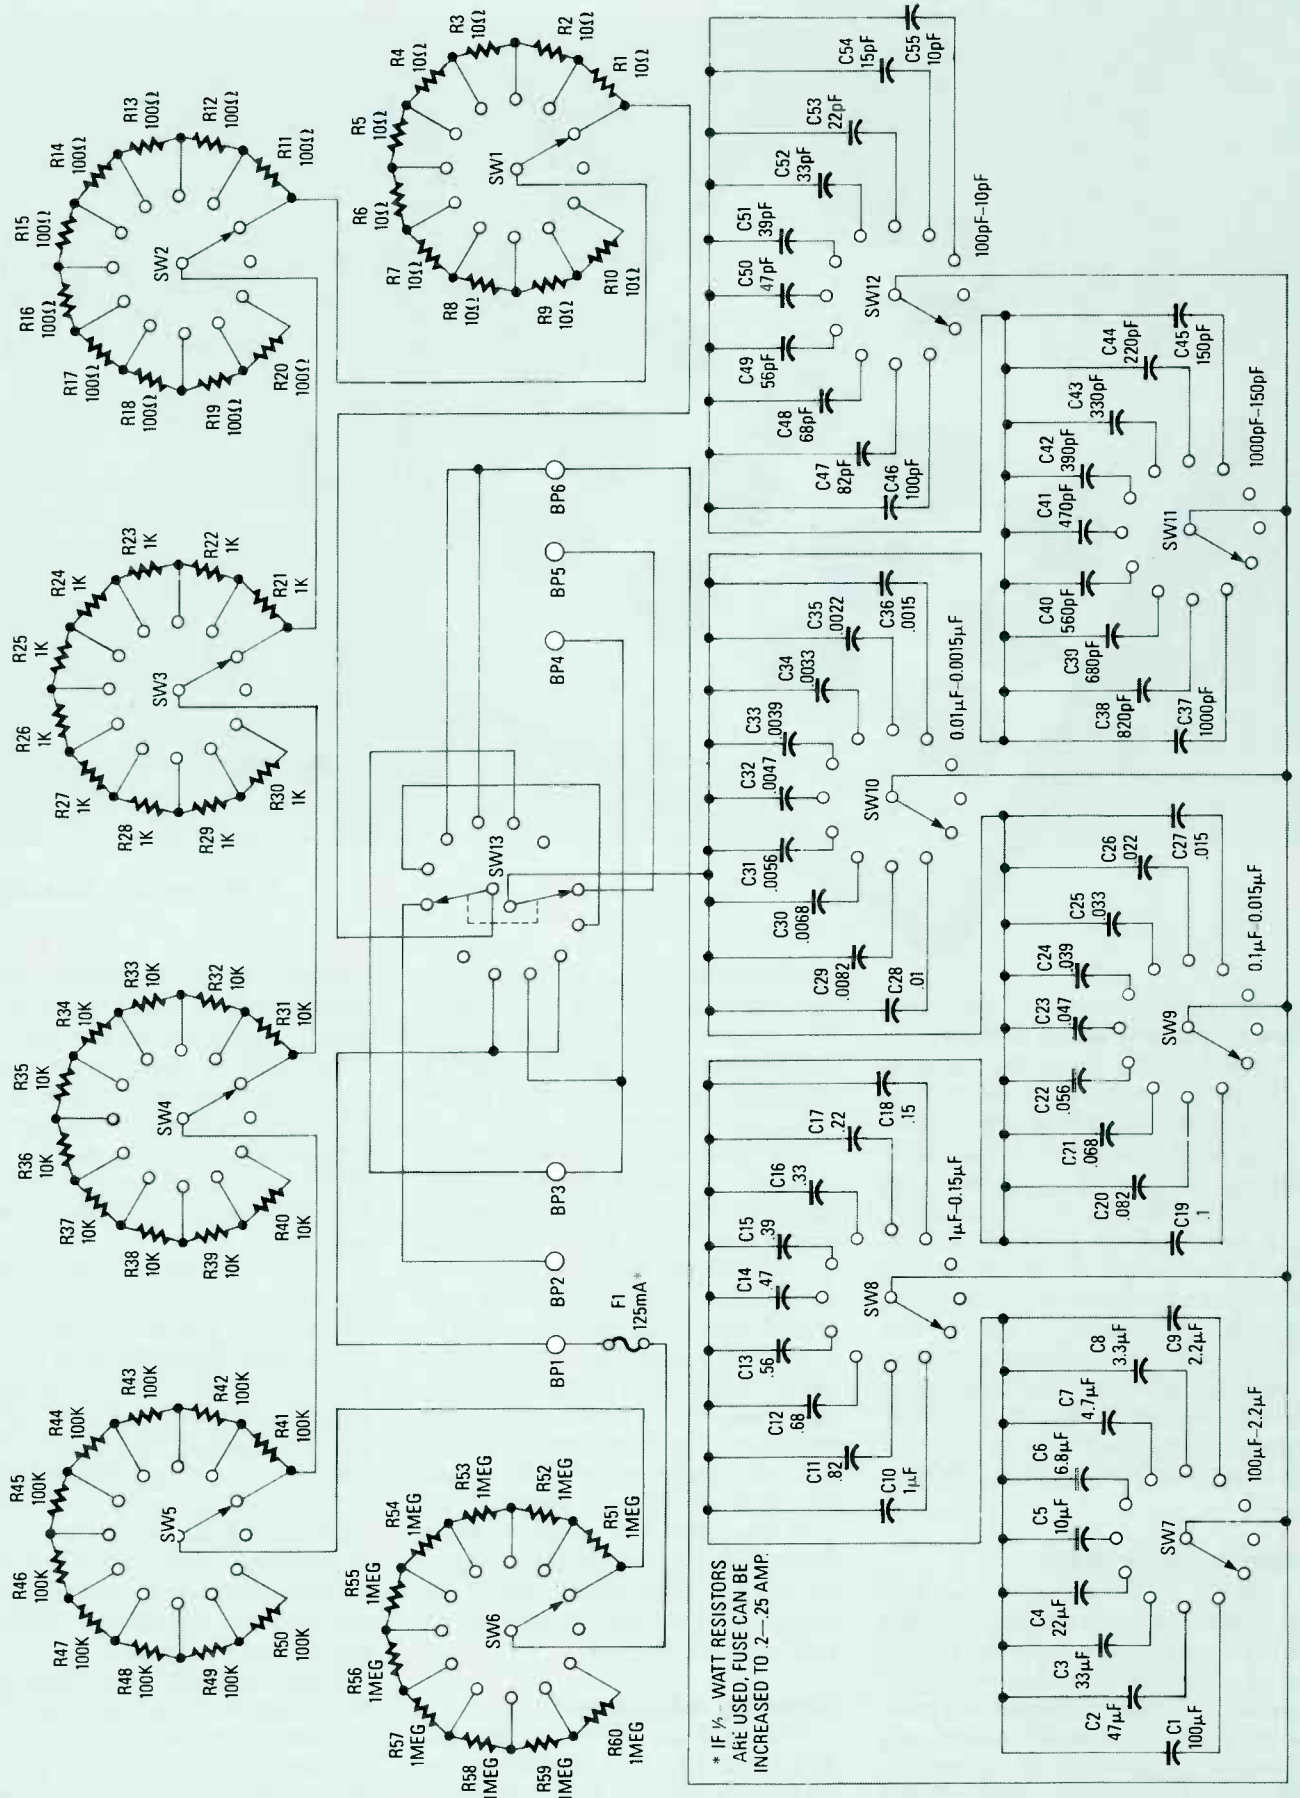 R13
100Ω
R12
100Ω
R11
100Ω
R14
100Ω
R15
100Ω
R16
100Ω
R17
100Ω
R18
100Ω
R19
100Ω
R20
100Ω
SW2
R3
10Ω
R2
10Ω
R1
10Ω
R4
10Ω
R5
10Ω
R6
10Ω
R7
10Ω
R8
10Ω
R9
10Ω
R10
10Ω
SW1
R23
1K
R22
1K
R21
1K
R24
1K
R25
1K
R26
1K
R27
1K
R28
1K
R29
1K
R30
1K
SW3
R33
10K
R32
10K
R31
10K
R34
10K
R35
10K
R36
10K
R37
10K
R38
10K
R39
10K
R40
10K
SW4
R43
100K
R42
100K
R41
100K
R44
100K
R45
100K
R46
100K
R47
100K
R48
100K
R49
100K
R50
100K
SW5
R53
1MEG
R52
1MEG
R51
1MEG
R54
1MEG
R55
1MEG
R56
1MEG
R57
1MEG
R58
1MEG
R59
1MEG
R60
1MEG
SW6
SW13
BP6
BP5
BP4
BP3
BP2
BP1
F1
125mA*
C55
10pF
C54
15pF
C53
22pF
C52
33pF
C51
39pF
C50
47pF
C49
56pF
C48
68pF
C47
82pF
C46
100pF
SW12
100pF-10pF
C45
150pF
C44
220pF
C43
330pF
C42
390pF
C41
470pF
C40
560pF
C39
680pF
C38
820pF
C37
1000pF
SW11
1000pF-150pF
C36
.0015
C35
.0022
C34
.0033
C33
.0039
C32
.0047
C31
.0056
C30
.0068
C29
.0082
C28
.01
SW10
0.01µF-0.0015µF
C27
.015
C26
.022
C25
.033
C24
.039
C23
.047
C22
.056
C21
.068
C20
.082
C19
.1
SW9
0.1µF-0.015µF
C18
.15
C17
.22
C16
.33
C15
.39
C14
.47
C13
.56
C12
.68
C11
.82
C10
1µF
SW8
1µF-0.15µF
C9
2.2µF
C8
3.3µF
C7
4.7µF
C6
6.8µF
C5
10µF
C4
22µF
C3
33µF
C2
47µF
C1
100µF
SW7
100µF-2.2µF
* IF - WATT RESISTORS
ARE USED, FUSE CAN BE
INCREASED TO .2—.25 AMP.